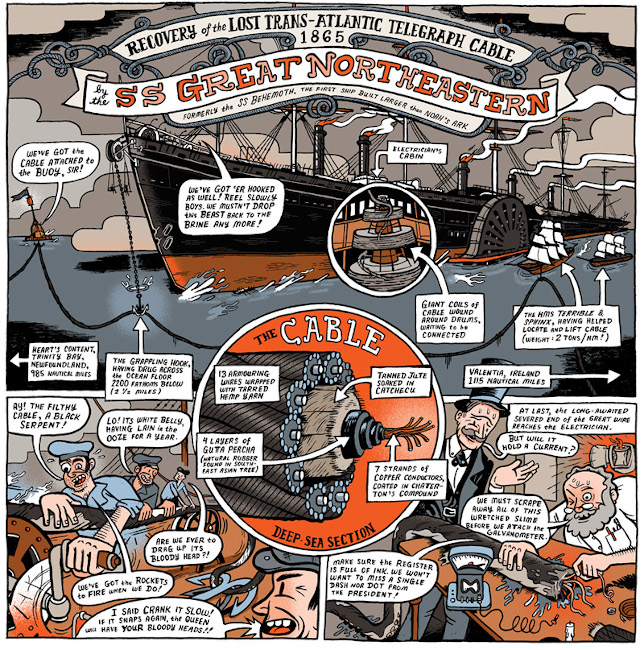 RECOVERY of the LOST TRANS-ATLANTIC TELEGRAPH CABLE
1865
by the SS GREAT NORTHEASTERN
FORMERLY the SS BEHEMOTH, THE FIRST SHIP BUILT LARGER than NOAH'S ARK
ELECTRICIAN'S
CABIN
WE'VE GOT the
CABLE ATTACHED to
the BUOY, SIR!
WE'VE GOT 'ER HOOKED
AS WELL! REEL SLOWLY
BOYS. WE MUSTN'T DROP
this BEAST BACK TO THE
BRINE ANY MORE!
GIANT COILS of
CABLE WOUND
AROUND DRUMS,
WAITING to be
CONNECTED
THE HMS TERRIBLE &
SPHINX, HAVING HELPED
LOCATE and LIFT CABLE
(WEIGHT: 2 TONS/NM!)
HEART'S CONTENT,
TRINITY BAY,
NEWFOUNDLAND,
985 NAUTICAL MILES
THE GRAPPLING HOOK,
HAVING DRUG ACROSS
the OCEAN FLOOR
2200 FATHOMS BELOW
(2 ½ MILES)
VALENTIA, IRELAND
1115 NAUTICAL MILES
THE CABLE
13 ARMOURING
WIRES WRAPPED
WITH TARRED
HEMP YARN
TANNED JUTE
SOAKED IN
CATCHECU
4 LAYERS of
GUTA PERCHA
(NATURAL RUBBER
FOUND IN SOUTH-
EAST ASIAN TREE)
7 STRANDS of
COPPER CONDUCTORS,
COATED IN CHATER-
TON'S COMPOUND
DEEP-SEA SECTION
AY! THE FILTHY
CABLE, A BLACK
SERPENT!
LO! ITS WHITE BELLY,
HAVING LAIN in the
OOZE FOR A YEAR.
ARE WE EVER to
DRAG UP ITS
BLOODY HEAD?!
WE'VE GOT the ROCKETS
to FIRE WHEN WE DO!
I SAID CRANK IT SLOW!
IF IT SNAPS AGAIN, the QUEEN
WILL HAVE YOUR BLOODY HEADS!!
AT LAST, the LONG-AWAITED
SEVERED END of the GREAT WIRE
REACHES the ELECTRICIAN.
BUT WILL IT
HOLD A CURRENT?
WE MUST SCRAPE
AWAY ALL OF THIS
WRETCHED SLIME
BEFORE WE ATTACH the
GALVANOMETER.
MAKE SURE the REGISTER
IS FULL OF INK. WE WON'T
WANT TO MISS A SINGLE
DASH NOR DOT FROM
THE PRESIDENT!